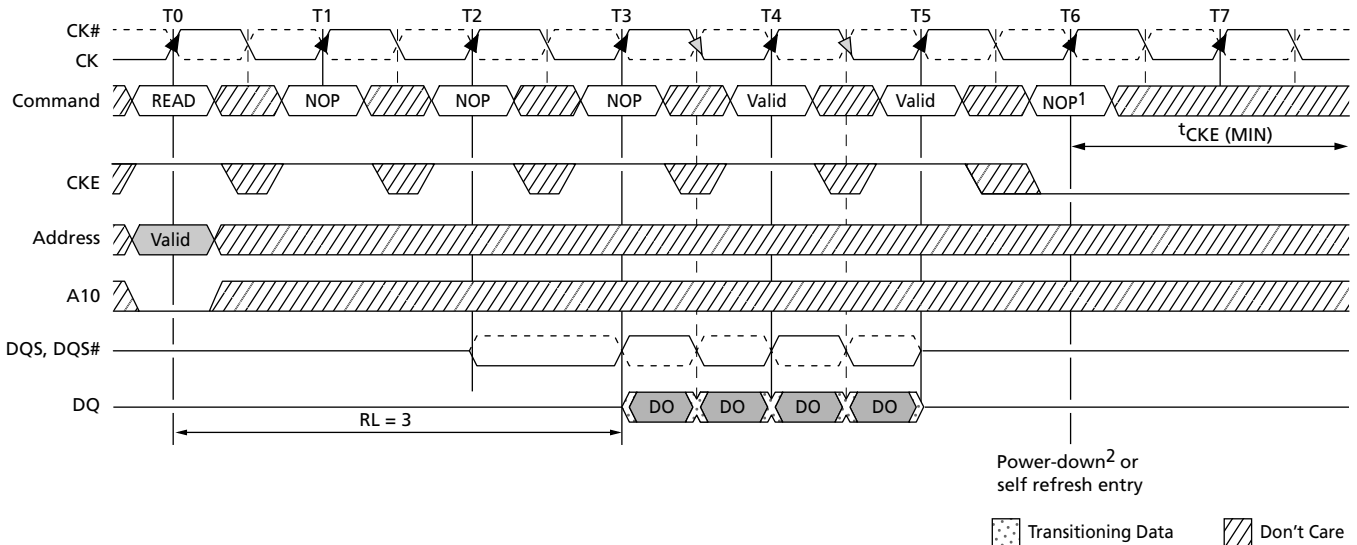 T0 T1 T2 T3 T4 T5 T6 T7
CK#
CK
Command READ NOP NOP NOP Valid Valid NOP1
tCKE (MIN)
CKE
Address Valid
A10
DQS, DQS#
DQ DO DO DO DO
RL = 3
Power-down2 or
self refresh entry
Transitioning Data Don't Care